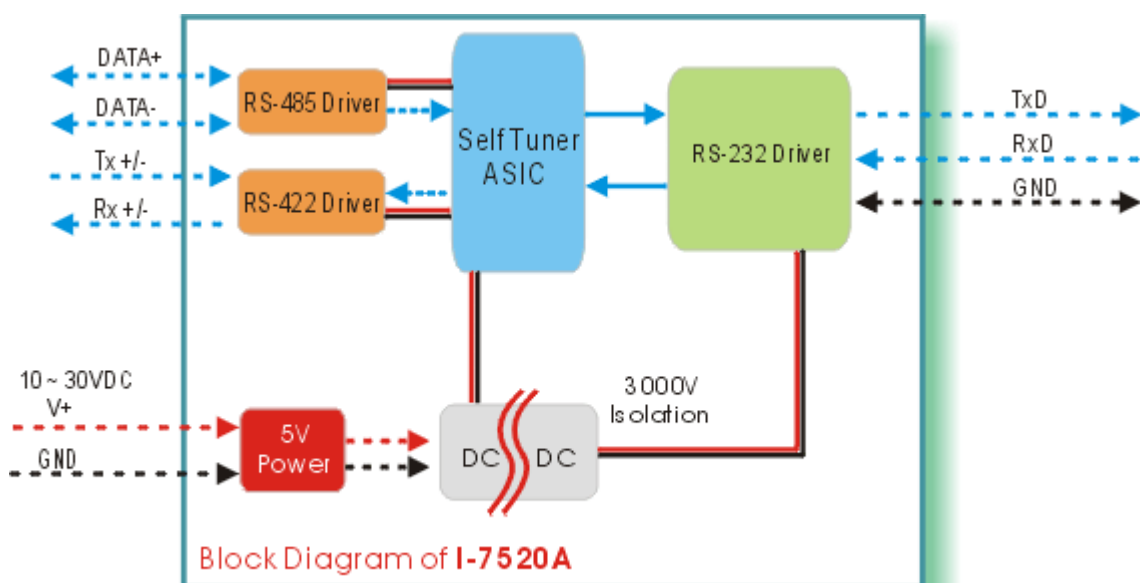 DATA+
DATA-
Tx +/-
Rx +/-
RS-485 Driver
RS-422 Driver
Self Tuner
ASIC
RS-232 Driver
TxD
RxD
GND
10 ~ 30VDC
V+
GND
5V
Power
DC DC
3000V
Isolation
Block Diagram of I-7520A